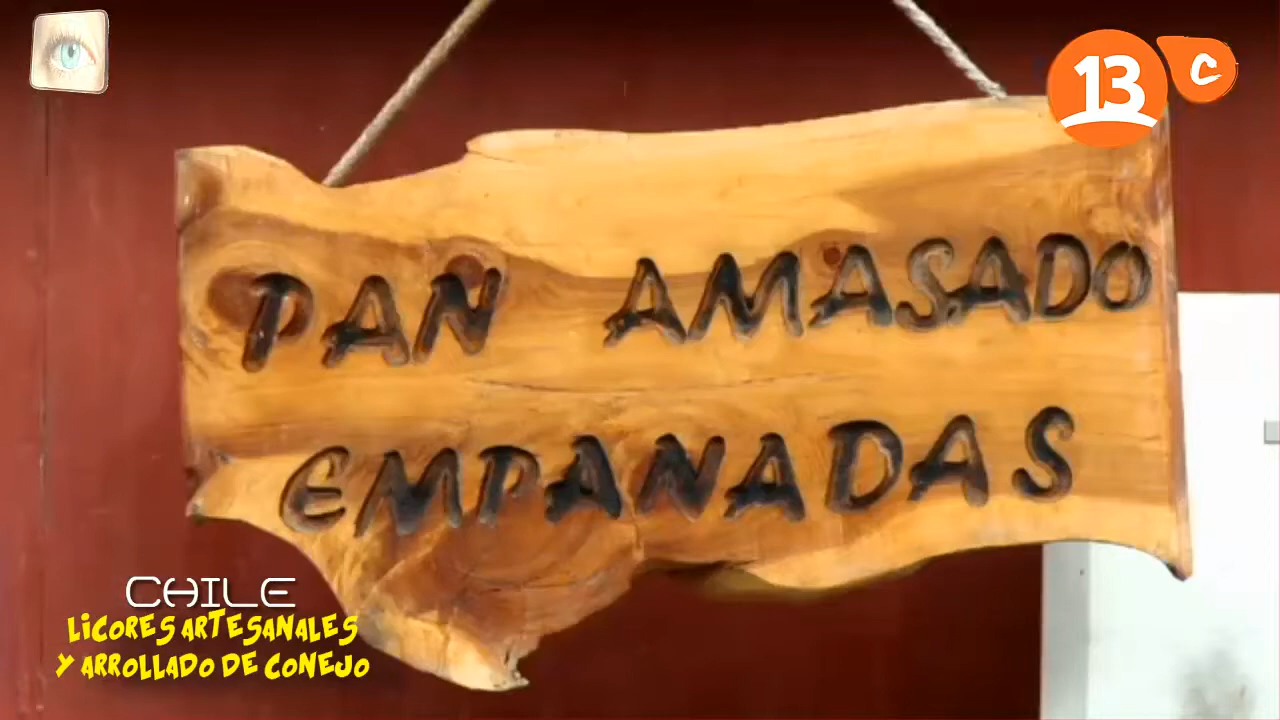 13 C
PAN AMASADO
EMPANADAS
CHILE
LICORES ARTESANALES
Y ARROLLADO DE CONEJO